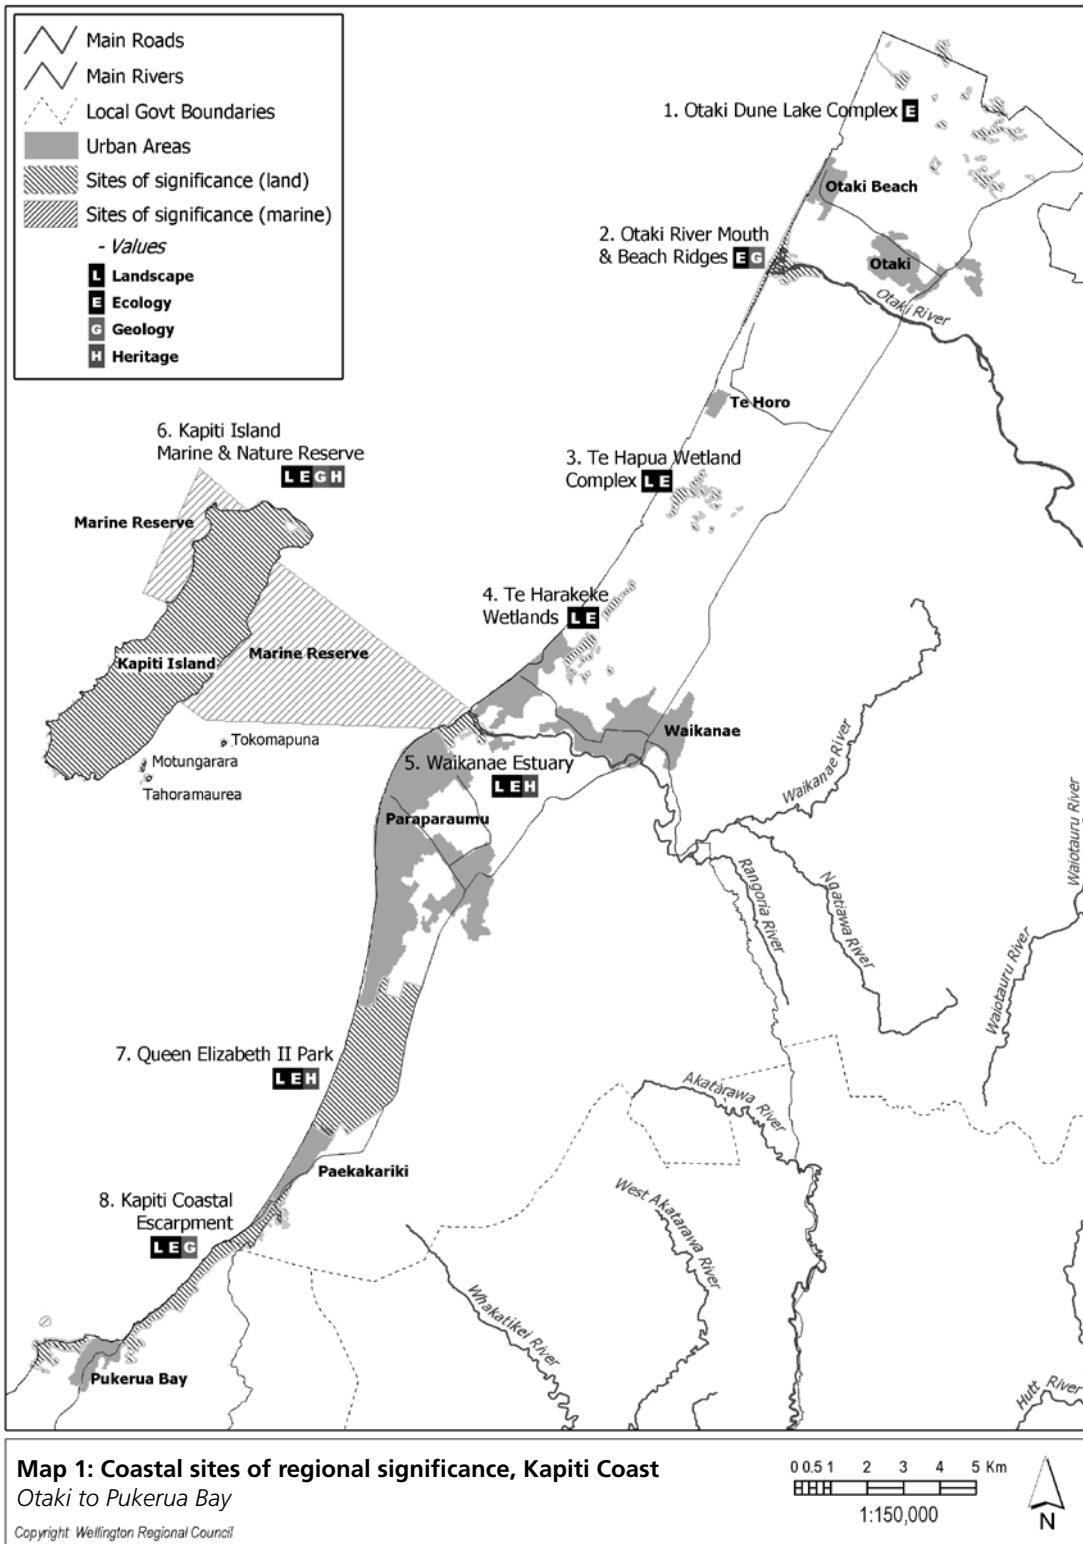 Main Roads
Main Rivers
Local Govt Boundaries
Urban Areas
Sites of significance (land)
Sites of significance (marine)
- Values
L Landscape
E Ecology
G Geology
H Heritage
1. Otaki Dune Lake Complex E
Otaki Beach
2. Otaki River Mouth
& Beach Ridges E G
Otaki
Otaki River
Te Horo
6. Kapiti Island
Marine & Nature Reserve
L E G H
3. Te Hapua Wetland
Complex L E
Marine Reserve
4. Te Harakeke
Wetlands L E
Marine Reserve
Kapiti Island
Tokomapuna
Motungarara
Tahoramaurea
Waikanae
5. Waikanae Estuary
L E H
Paraparaumu
Waikanae River
Rangoria River
Ngatiawa River
Waiotauru River
Waiotauru River
7. Queen Elizabeth II Park
L E H
Akatarawa River
Paekakariki
8. Kapiti Coastal
Escarpment
L E G
West Akatarawa River
Whakatikei River
Pukerua Bay
Hutt River
Map 1: Coastal sites of regional significance, Kapiti Coast
Otaki to Pukerua Bay
Copyright: Wellington Regional Council
0 0.5 1 2 3 4 5 Km
1:150,000
N